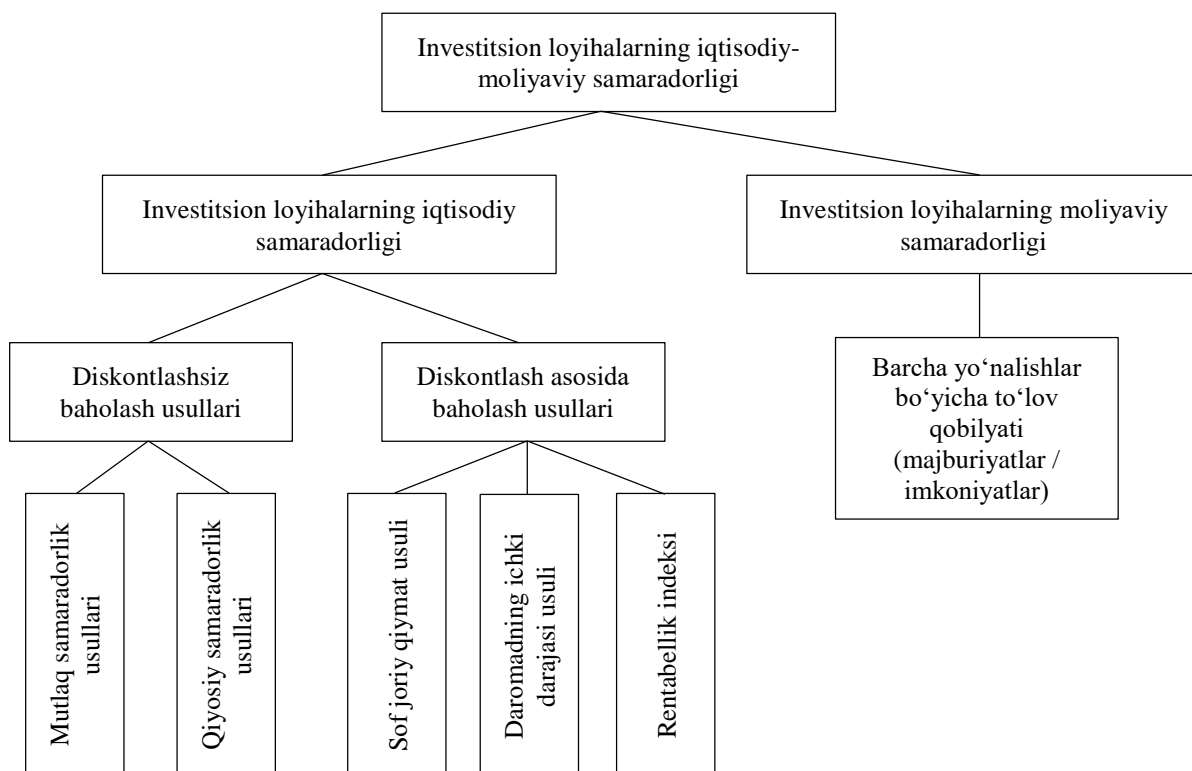 Investitsion loyihalarning iqtisodiy-
moliyaviy samaradorligi
Investitsion loyihalarning iqtisodiy
samaradorligi
Investitsion loyihalarning moliyaviy
samaradorligi
Diskontlashsiz
baholash usullari
Diskontlash asosida
baholash usullari
Barcha yo‘nalishlar
bo‘yicha to‘lov
qobilyati
(majburiyatlar /
imkoniyatlar)
Mutlaq samaradorlik
usullari
Qiyosiy samaradorlik
usullari
Sof joriy qiymat usuli
Daromadning ichki
darajasi usuli
Rentabellik indeksi